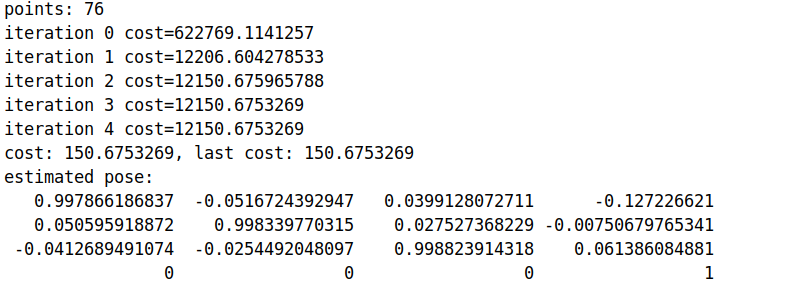 points: 76
iteration 0 cost=622769.1141257
iteration 1 cost=12206.604278533
iteration 2 cost=12150.675965788
iteration 3 cost=12150.6753269
iteration 4 cost=12150.6753269
cost: 150.6753269, last cost: 150.6753269
estimated pose:
0.997866186837 -0.0516724392947 0.0399128072711 -0.127226621
0.050595918872 0.998339770315 0.027527368229 -0.00750679765341
-0.0412689491074 -0.0254492048097 0.998823914318 0.061386084881
0 0 0 1